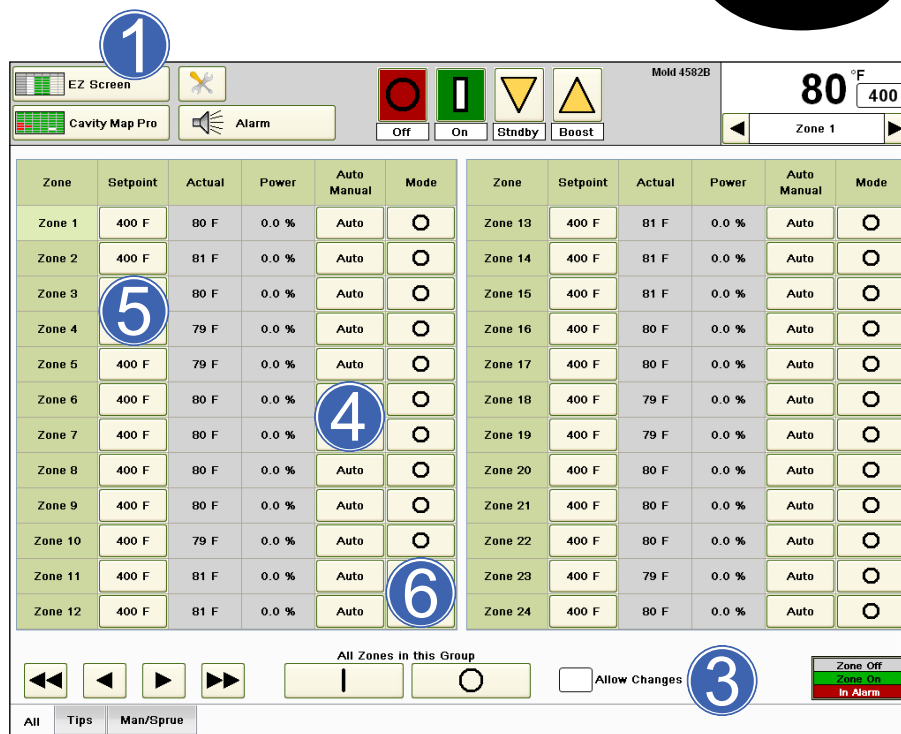 1
EZ Screen
Mold 4582B
80 °F
400
Cavity Map Pro
Alarm
Off On Stndby Boost
Zone 1
Zone Setpoint Actual Power Auto Manual Mode Zone Setpoint Actual Power Auto Manual Mode
Zone 1 400 F 80 F 0.0 % Auto Zone 13 400 F 81 F 0.0 % Auto
Zone 2 400 F 81 F 0.0 % Auto Zone 14 400 F 81 F 0.0 % Auto
Zone 3 80 F 0.0 % Auto Zone 15 400 F 81 F 0.0 % Auto
5
Zone 4 79 F 0.0 % Auto Zone 16 400 F 80 F 0.0 % Auto
Zone 5 400 F 79 F 0.0 % Auto Zone 17 400 F 80 F 0.0 % Auto
Zone 6 400 F 80 F 0.0 % Zone 18 400 F 79 F 0.0 % Auto
4
Zone 7 400 F 80 F 0.0 % Zone 19 400 F 79 F 0.0 % Auto
Zone 8 400 F 80 F 0.0 % Auto Zone 20 400 F 80 F 0.0 % Auto
Zone 9 400 F 80 F 0.0 % Auto Zone 21 400 F 80 F 0.0 % Auto
Zone 10 400 F 79 F 0.0 % Auto Zone 22 400 F 80 F 0.0 % Auto
Zone 11 400 F 81 F 0.0 % Auto Zone 23 400 F 79 F 0.0 % Auto
6
Zone 12 400 F 81 F 0.0 % Auto Zone 24 400 F 80 F 0.0 % Auto
All Zones in this Group
Allow Changes
3
Zone Off
Zone On
In Alarm
All Tips Man/Sprue